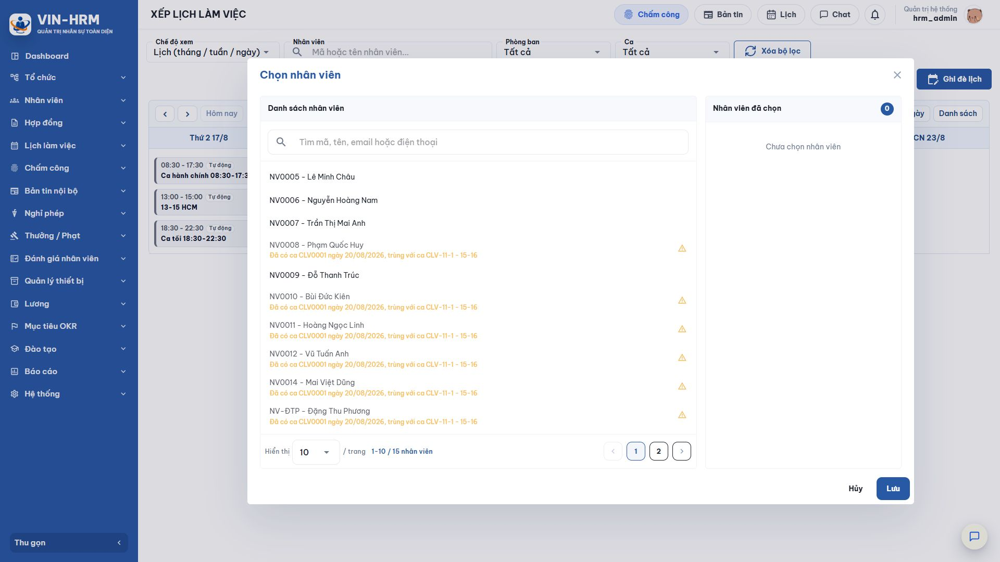 VIN-HRM
QUẢN TRỊ NHÂN SỰ TOÀN DIỆN
Dashboard
Tổ chức
Nhân viên
Hợp đồng
Lịch làm việc
Chấm công
Bản tin nội bộ
Nghỉ phép
Thưởng / Phạt
Đánh giá nhân viên
Quản lý thiết bị
Lương
Mục tiêu OKR
Đào tạo
Báo cáo
Hệ thống
Thu gọn
XẾP LỊCH LÀM VIỆC
Chấm công
Bản tin
Lịch
Chat
Quản trị hệ thống
hrm_admin
Chế độ xem
Lịch (tháng / tuần / ngày)
Nhân viên
Mã hoặc tên nhân viên...
Phòng ban
Tất cả
Ca
Tất cả
Xóa bộ lọc
Ghi đè lịch
Hôm nay
Danh sách
Thứ 2 17/8
CN 23/8
08:30 - 17:30 Tự động
Ca hành chính 08:30-17:3
13:00 - 15:00 Tự động
13-15 HCM
18:30 - 22:30 Tự động
Ca tối 18:30-22:30
Chọn nhân viên
Danh sách nhân viên
Tìm mã, tên, email hoặc điện thoại
NV0005 - Lê Minh Châu
NV0006 - Nguyễn Hoàng Nam
NV0007 - Trần Thị Mai Anh
NV0008 - Phạm Quốc Huy
Đã có ca CLV0001 ngày 20/08/2026, trùng với ca CLV-11-1 - 15-16
NV0009 - Đỗ Thanh Trúc
NV0010 - Bùi Đức Kiên
Đã có ca CLV0001 ngày 20/08/2026, trùng với ca CLV-11-1 - 15-16
NV0011 - Hoàng Ngọc Linh
Đã có ca CLV0001 ngày 20/08/2026, trùng với ca CLV-11-1 - 15-16
NV0012 - Vũ Tuấn Anh
Đã có ca CLV0001 ngày 20/08/2026, trùng với ca CLV-11-1 - 15-16
NV0014 - Mai Việt Dũng
Đã có ca CLV0001 ngày 20/08/2026, trùng với ca CLV-11-1 - 15-16
NV-ĐTP - Đặng Thu Phương
Đã có ca CLV0001 ngày 20/08/2026, trùng với ca CLV-11-1 - 15-16
Hiển thị 10 / trang 1-10 / 15 nhân viên
1 2
Nhân viên đã chọn 0
Chưa chọn nhân viên
Hủy
Lưu